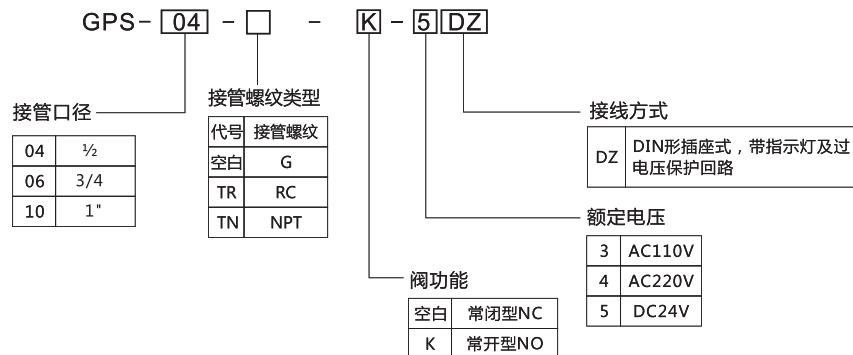 GPS-04-□ - K-5DZ
接管口径
04 ½
06 3/4
10 1"
接管螺纹类型
代号 接管螺纹
空白 G
TR RC
TN NPT
阀功能
空白 常闭型NC
K 常开型NO
额定电压
3 AC110V
4 AC220V
5 DC24V
接线方式
DZ DIN形插座式，带指示灯及过
电压保护回路